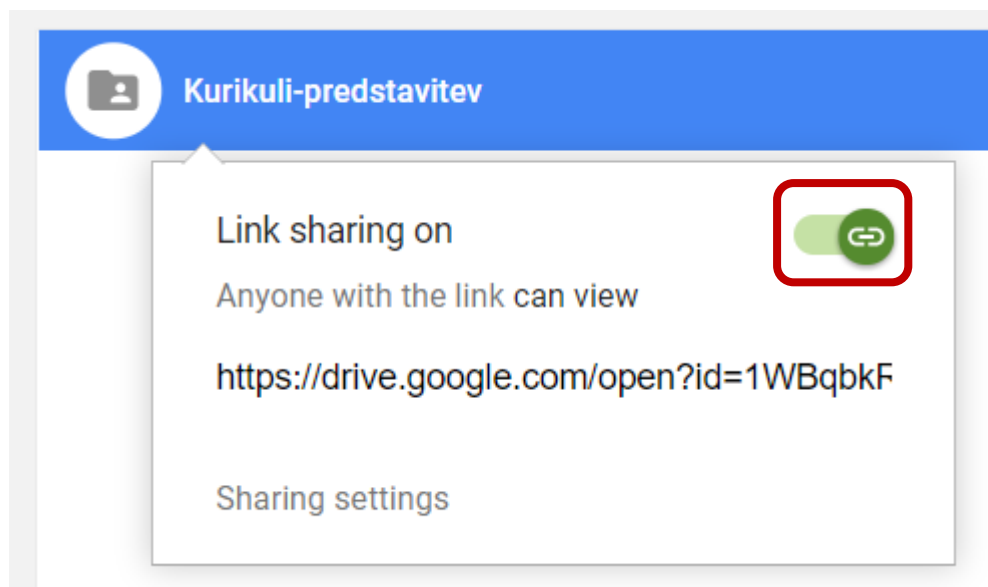 Kurikuli-predstavitev
Link sharing on
Anyone with the link can view
https://drive.google.com/open?id=1WBqbkR
Sharing settings